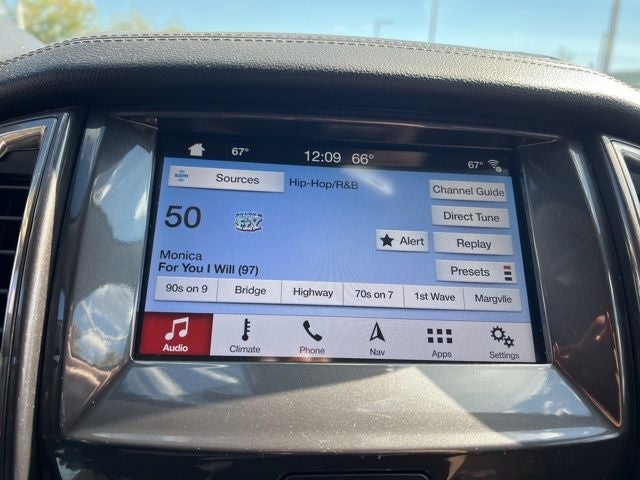 67° 12:09 66° 67°
Sources Hip-Hop/R&B Channel Guide
50 Direct Tune
Alert Replay
Monica
For You I Will (97) Presets
90s on 9 Bridge Highway 70s on 7 1st Wave Margvlle
Audio Climate Phone Nav Apps Settings